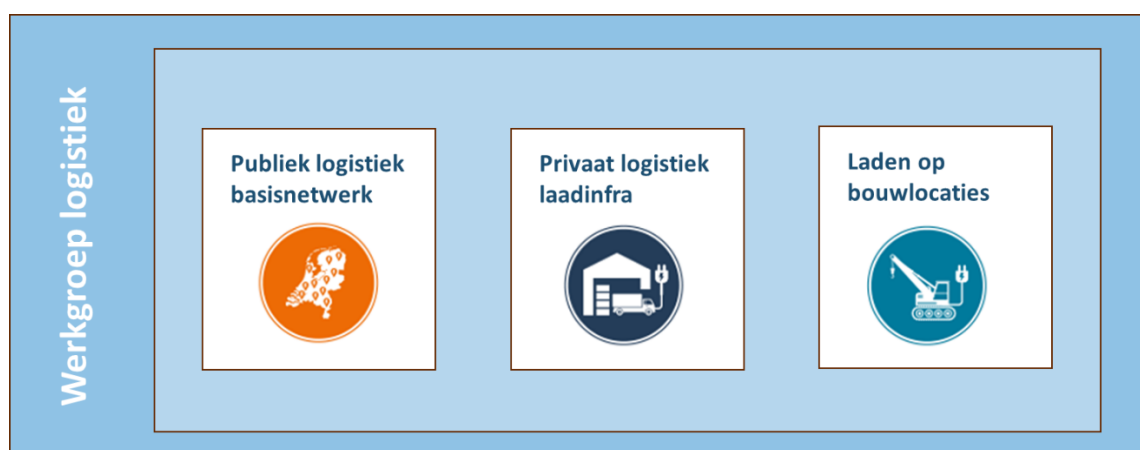 Werkgroep logistiek
Publiek logistiek
basisnetwerk
Privaat logistiek
laadinfra
Laden op
bouwlocaties